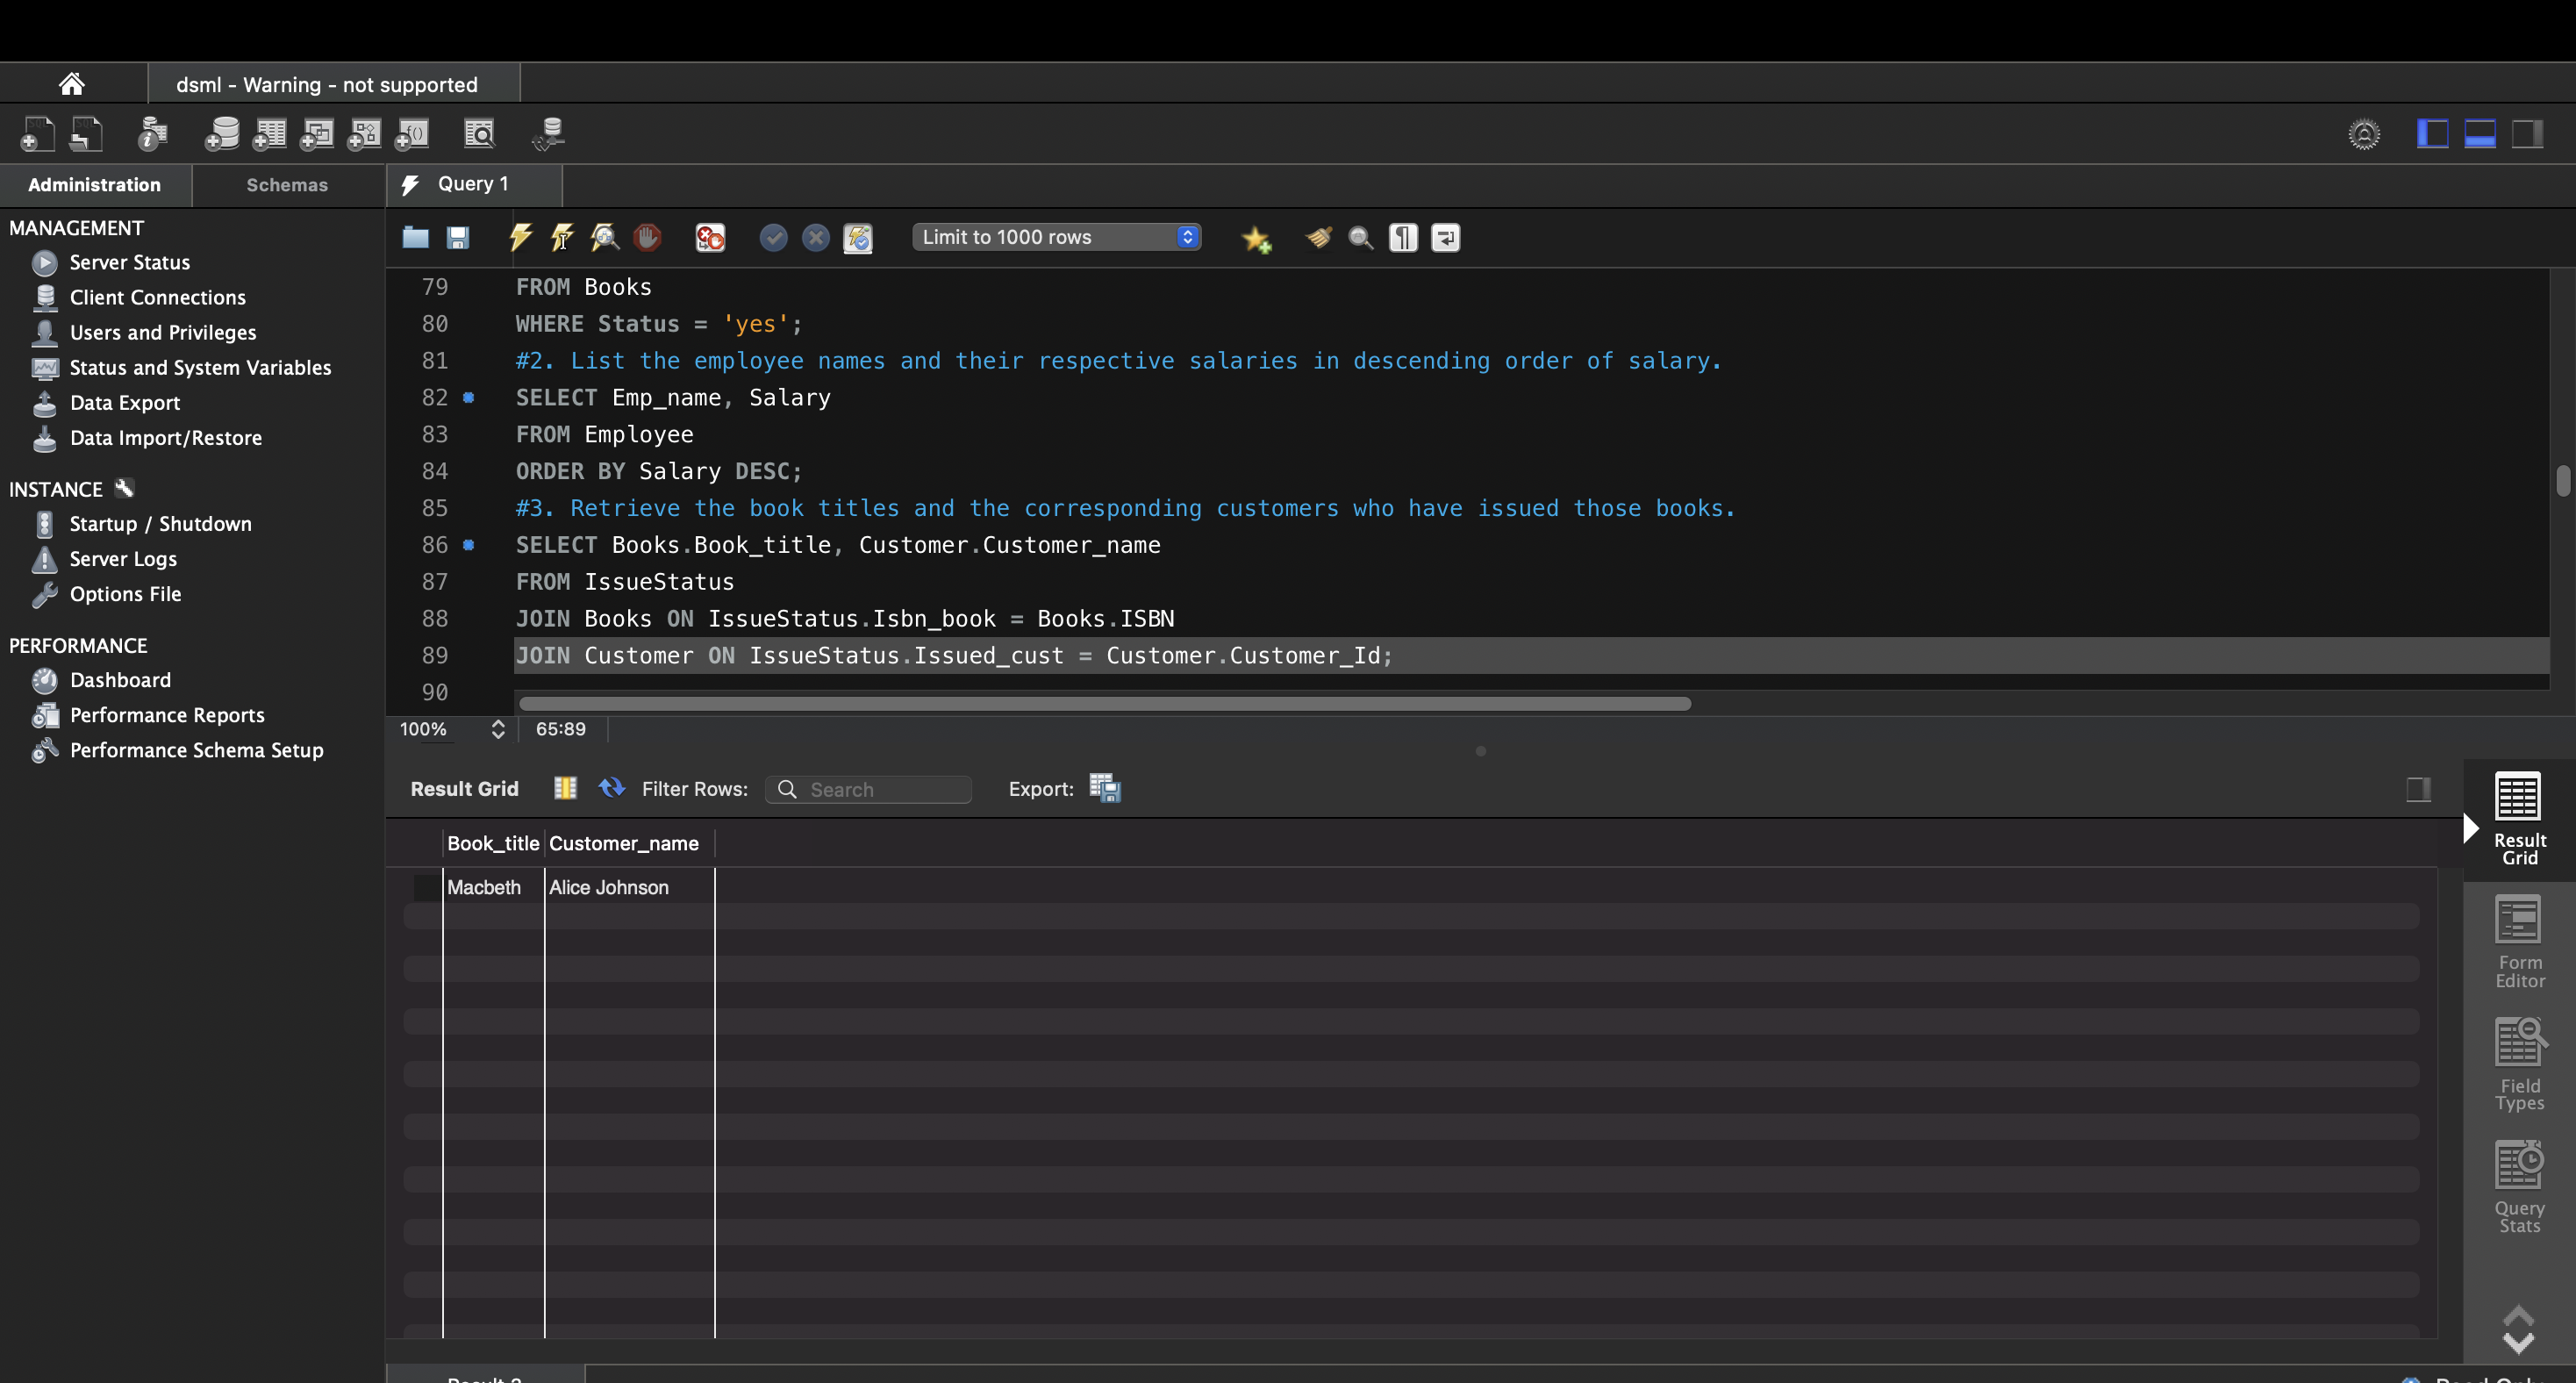 dsml - Warning - not supported
Administration
Schemas
Query 1
MANAGEMENT
Server Status
Client Connections
Users and Privileges
Status and System Variables
Data Export
Data Import/Restore
INSTANCE
Startup / Shutdown
Server Logs
Options File
PERFORMANCE
Dashboard
Performance Reports
Performance Schema Setup
Limit to 1000 rows
79 FROM Books
80 WHERE Status = 'yes';
81 #2. List the employee names and their respective salaries in descending order of salary.
82 SELECT Emp_name, Salary
83 FROM Employee
84 ORDER BY Salary DESC;
85 #3. Retrieve the book titles and the corresponding customers who have issued those books.
86 SELECT Books.Book_title, Customer.Customer_name
87 FROM IssueStatus
88 JOIN Books ON IssueStatus.Isbn_book = Books.ISBN
89 JOIN Customer ON IssueStatus.Issued_cust = Customer.Customer_Id;
90
100% 65:89
Result Grid Filter Rows: Search Export:
Book_title Customer_name
Macbeth Alice Johnson
Result
Grid
Form
Editor
Field
Types
Query
Stats